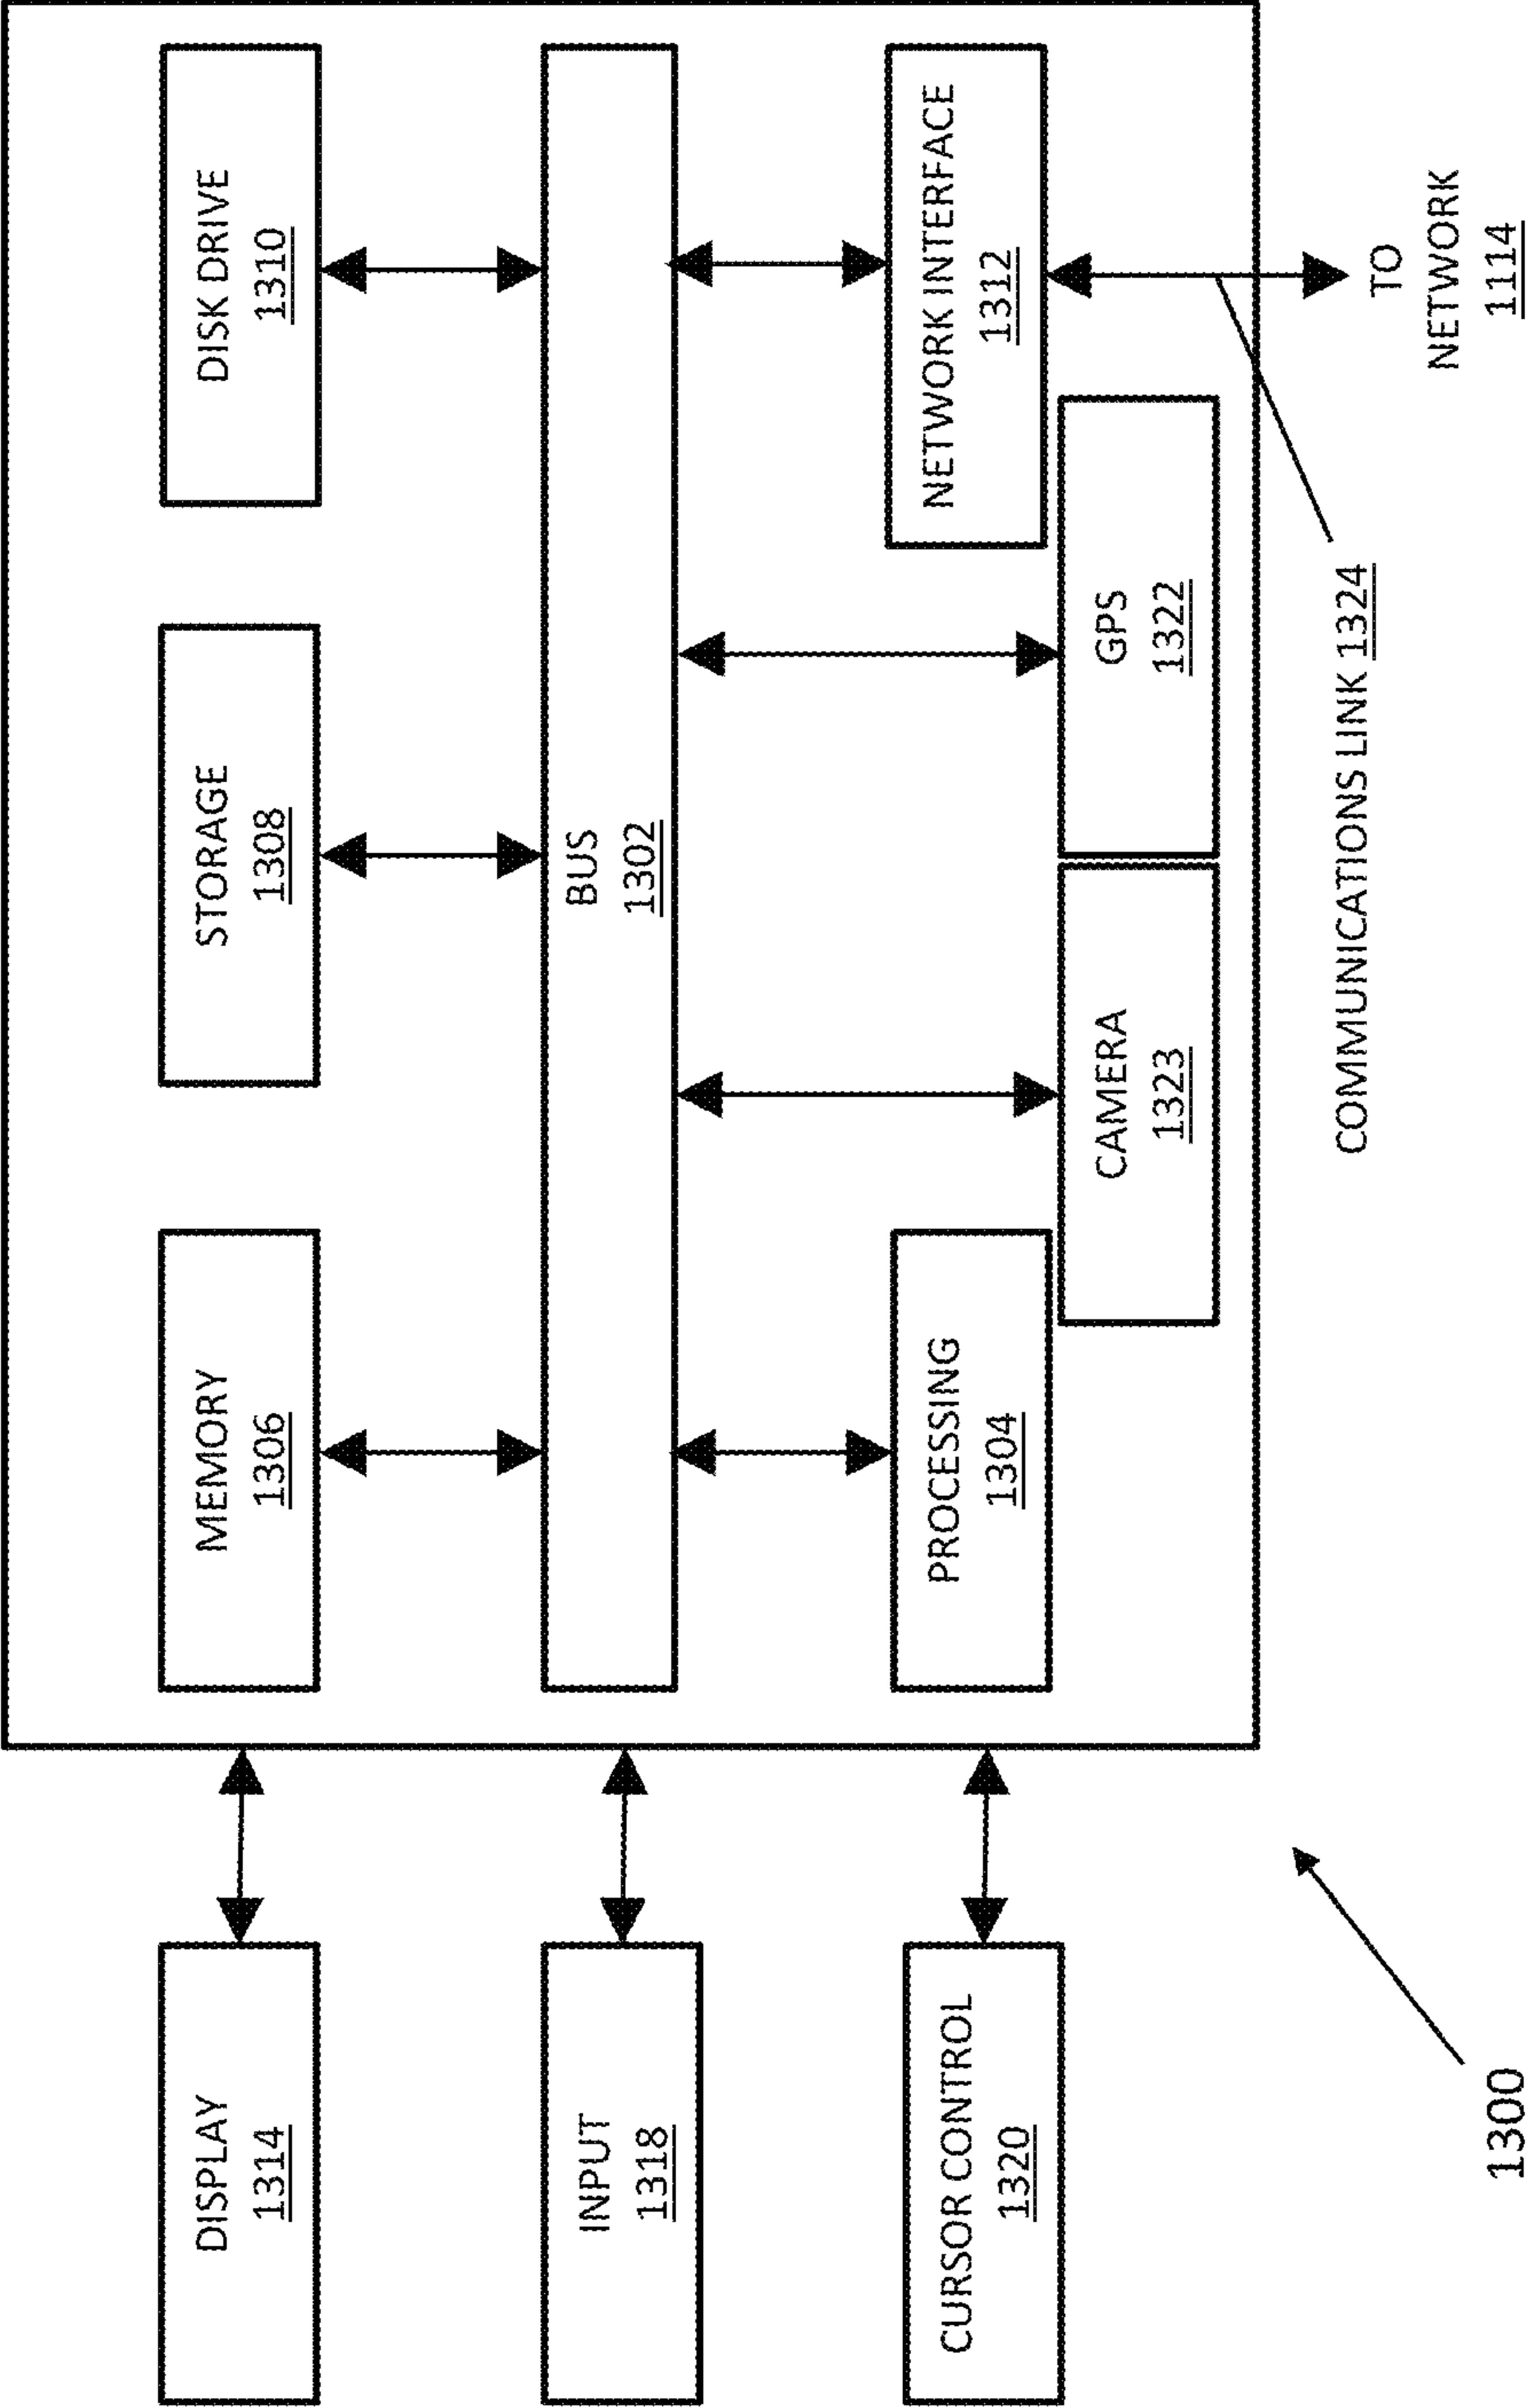 DISPLAY
1314
MEMORY
1306
STORAGE
1308
DISK DRIVE
1310
INPUT
1318
BUS
1302
CURSOR CONTROL
1320
PROCESSING
1304
NETWORK INTERFACE
1312
CAMERA
1323
GPS
1322
COMMUNICATIONS LINK 1324
TO
NETWORK
1114
1300